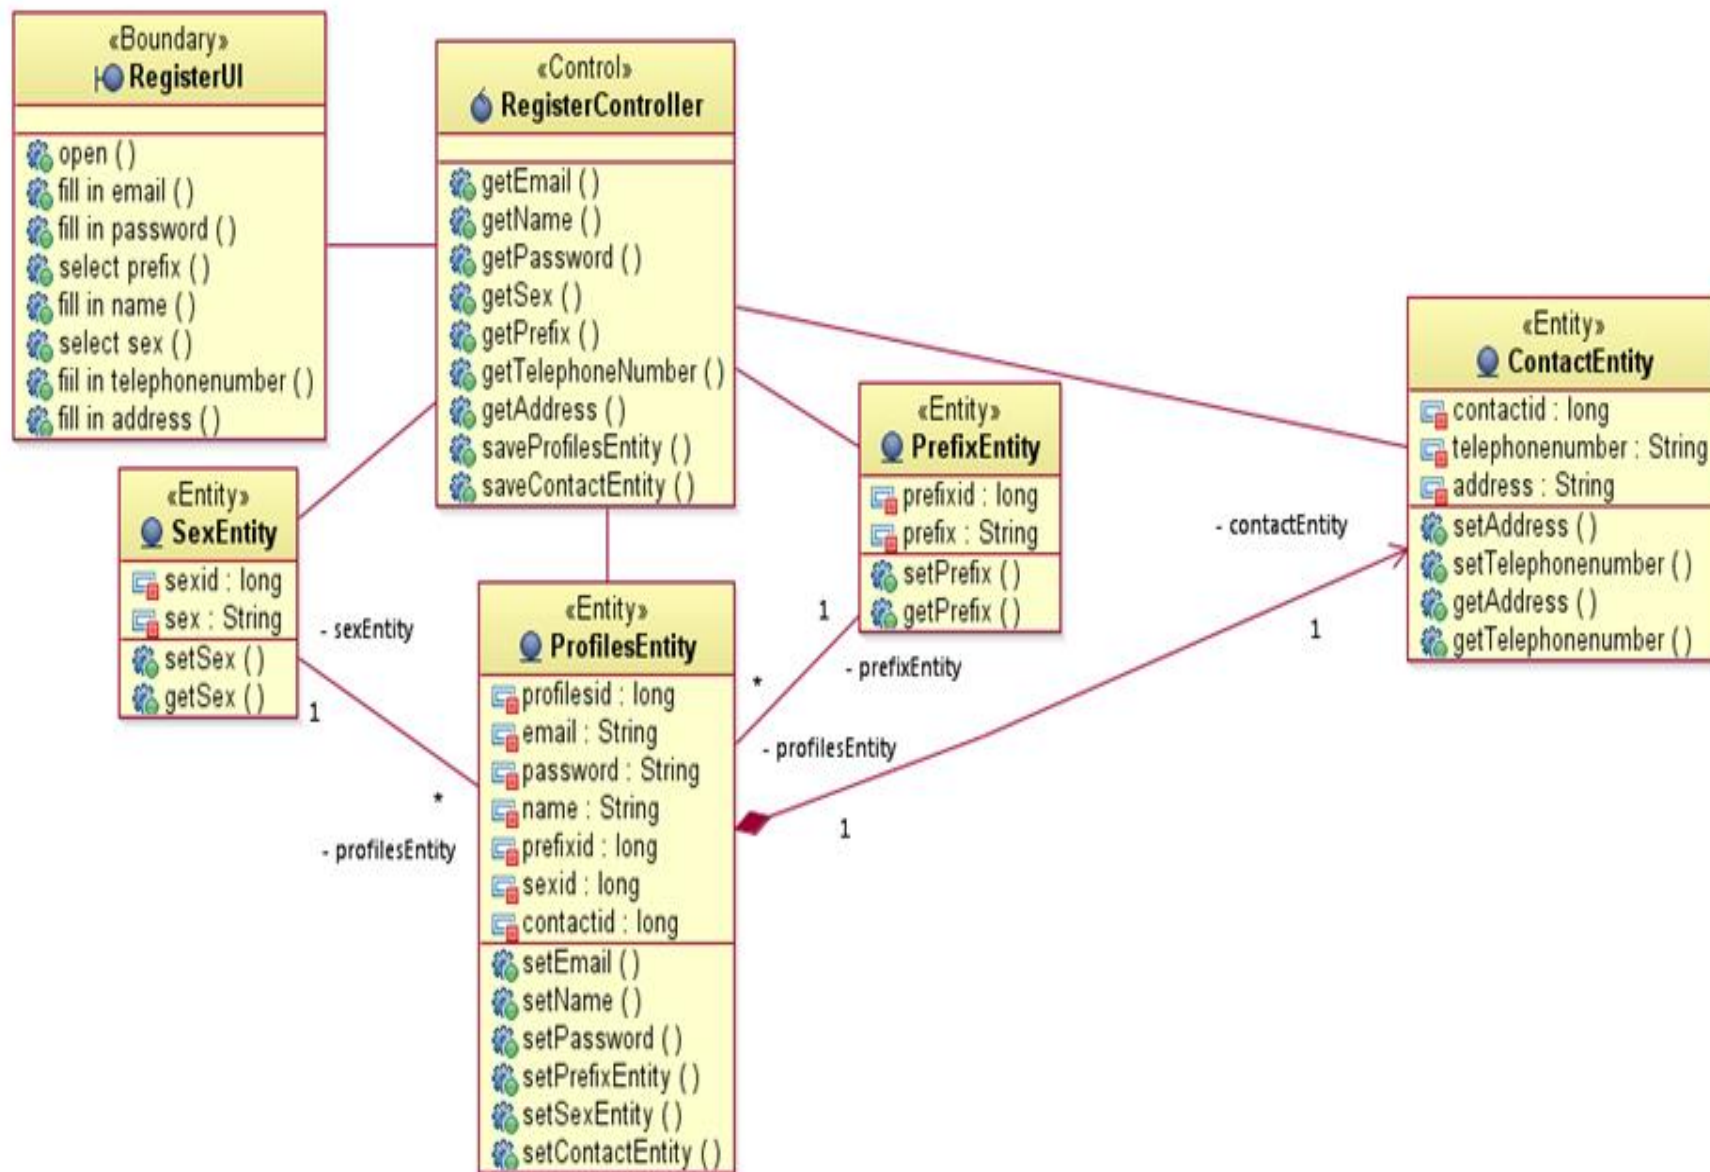 «Boundary»
RegisterUI
open ( )
fill in email ( )
fill in password ( )
select prefix ( )
fill in name ( )
select sex ( )
fiil in telephonenumber ( )
fill in address ( )
«Control»
RegisterController
getEmail ( )
getName ( )
getPassword ( )
getSex ( )
getPrefix ( )
getTelephoneNumber ( )
getAddress ( )
saveProfilesEntity ( )
saveContactEntity ( )
«Entity»
SexEntity
sexid : long
sex : String
setSex ( )
getSex ( )
- sexEntity
1
*
- profilesEntity
«Entity»
ProfilesEntity
profilesid : long
email : String
password : String
name : String
prefixid : long
sexid : long
contactid : long
setEmail ( )
setName ( )
setPassword ( )
setPrefixEntity ( )
setSexEntity ( )
setContactEntity ( )
«Entity»
PrefixEntity
prefixid : long
prefix : String
setPrefix ( )
getPrefix ( )
1
- prefixEntity
*
- profilesEntity
1
- contactEntity
1
«Entity»
ContactEntity
contactid : long
telephonenumber : String
address : String
setAddress ( )
setTelephonenumber ( )
getAddress ( )
getTelephonenumber ( )